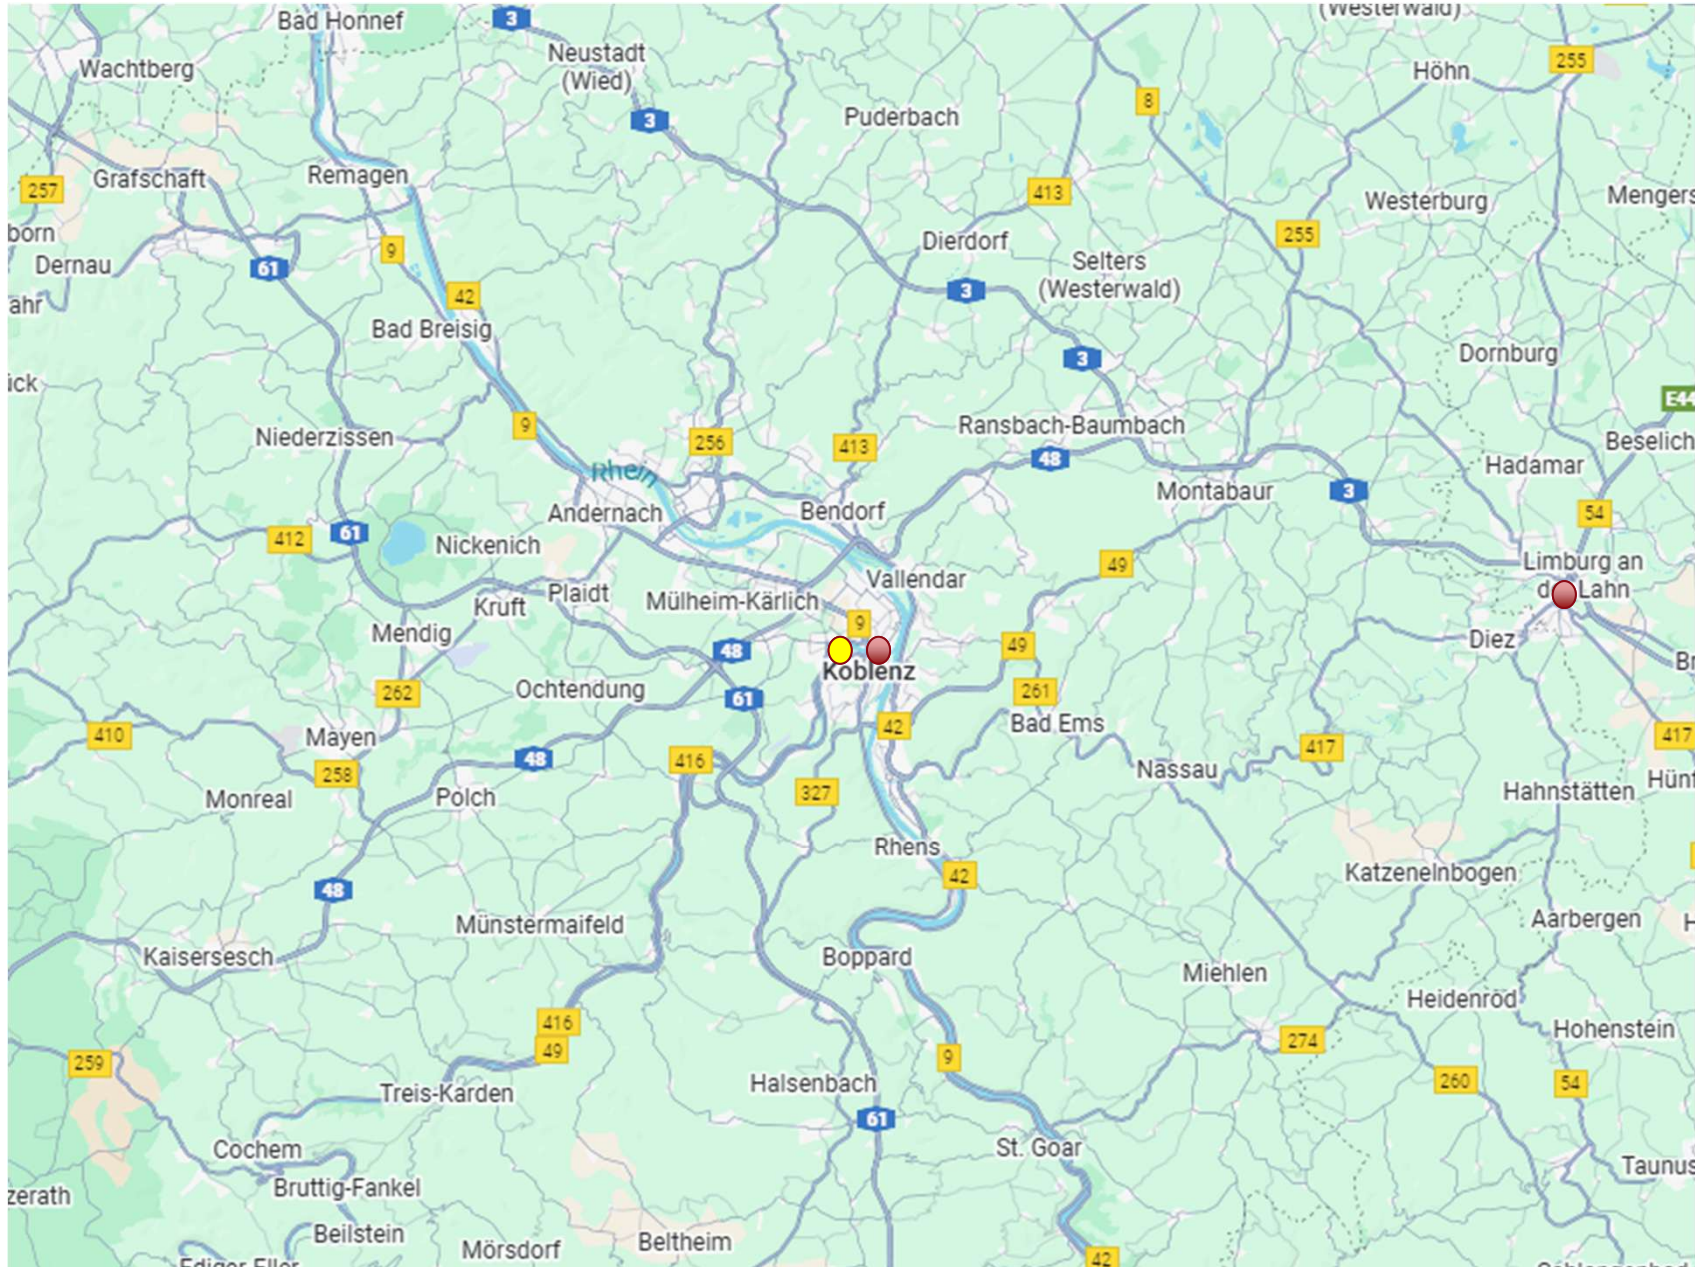 Bad Honnef
3
(Westerwald)
Neustadt
(Wied)
Wachtberg
255
Höhn
8
3
Puderbach
Remagen
Grafschaft
257
413
Westerburg
Mengers
born
Dernau
9
61
Dierdorf
255
Selters
(Westerwald)
ahr
42
3
Bad Breisig
3
Dornburg
ück
E44
9
Niederzissen
256
413
Ransbach-Baumbach
48
Beselich
Rhein
Hadamar
Montabaur
3
Andernach
Bendorf
54
412
61
Nickenich
49
Limburg an
d Lahn
Vallendar
Plaidt
Kruft
Mülheim-Kärlich
9
Mendig
49
Diez
48
Br
Koblenz
262
Ochtendung
61
261
Bad Ems
42
410
Mayen
417
417
258
48
416
Nassau
Hünf
Monreal
Polch
327
Hahnstätten
Rhens
48
42
Katzenelnbogen
Münstermaifeld
Aarbergen
H
Kaisersesch
Boppard
Miehlen
Heidenrod
416
49
9
274
Hohenstein
259
Treis-Karden
Halsenbach
260
54
61
Cochem
St. Goar
Taunus
zerath
Bruttig-Fankel
Beilstein
Mörsdorf
Beltheim
42
Ediger-Eller